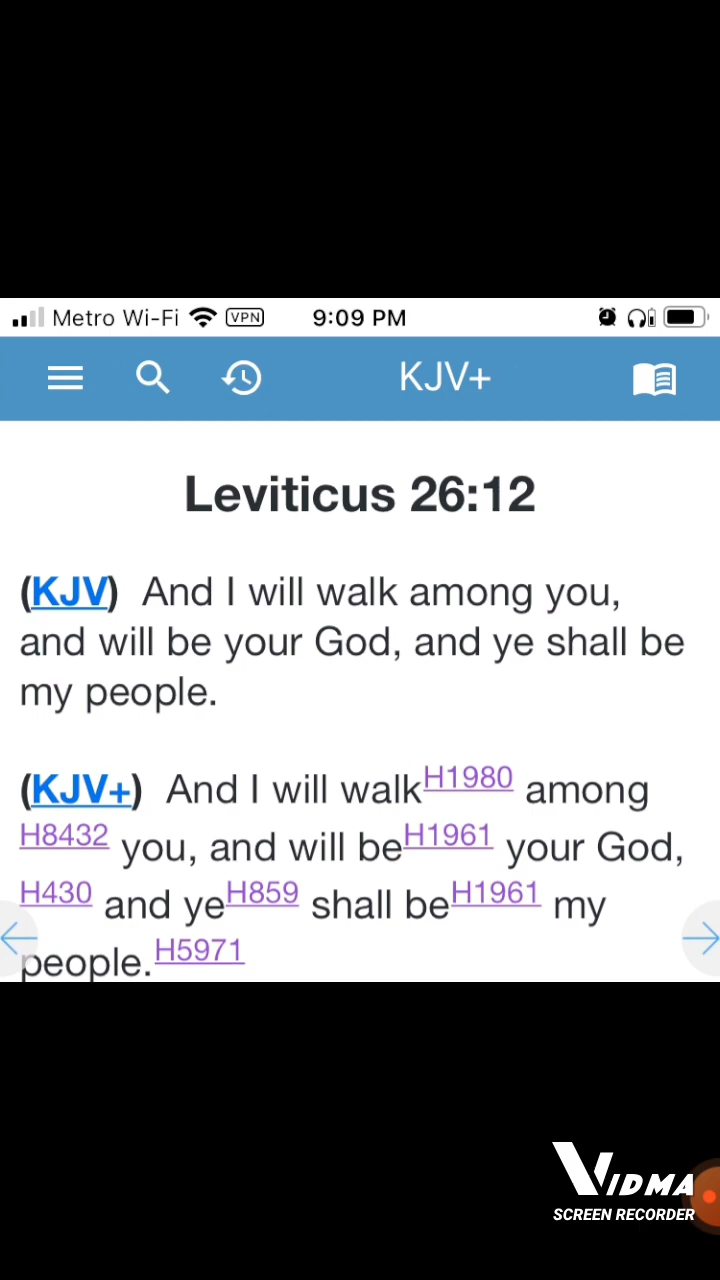 Metro Wi-Fi VPN 9:09 PM
KJV+
Leviticus 26:12
(KJV) And I will walk among you,
and will be your God, and ye shall be
my people.
(KJV+) And I will walkH1980 among
H8432 you, and will beH1961 your God,
H430 and yeH859 shall beH1961 my
people.H5971
VIDMA
SCREEN RECORDER